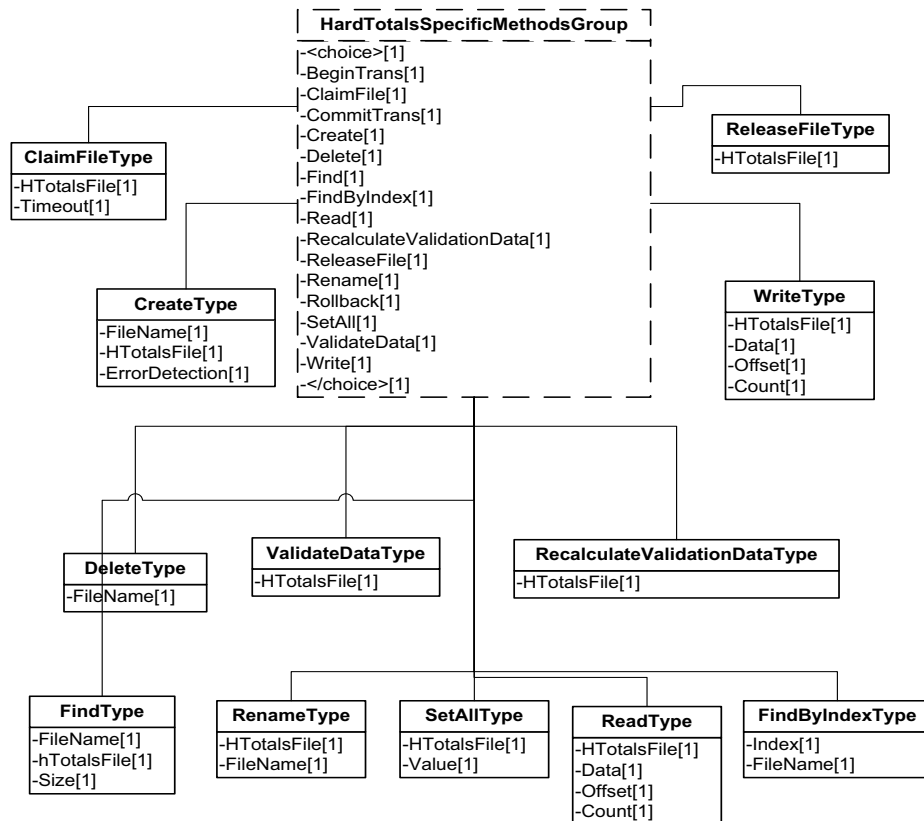 HardTotalsSpecificMethodsGroup
-<choice>[1]
-BeginTrans[1]
-ClaimFile[1]
-CommitTrans[1]
-Create[1]
-Delete[1]
-Find[1]
-FindByIndex[1]
-Read[1]
-RecalculateValidationData[1]
-ReleaseFile[1]
-Rename[1]
-Rollback[1]
-SetAll[1]
-ValidateData[1]
-Write[1]
-</choice>[1]
ClaimFileType
-HTotalsFile[1]
-Timeout[1]
ReleaseFileType
-HTotalsFile[1]
CreateType
-FileName[1]
-HTotalsFile[1]
-ErrorDetection[1]
WriteType
-HTotalsFile[1]
-Data[1]
-Offset[1]
-Count[1]
DeleteType
-FileName[1]
ValidateDataType
-HTotalsFile[1]
RecalculateValidationDataType
-HTotalsFile[1]
FindType
-FileName[1]
-hTotalsFile[1]
-Size[1]
RenameType
-HTotalsFile[1]
-FileName[1]
SetAllType
-HTotalsFile[1]
-Value[1]
ReadType
-HTotalsFile[1]
-Data[1]
-Offset[1]
-Count[1]
FindByIndexType
-Index[1]
-FileName[1]